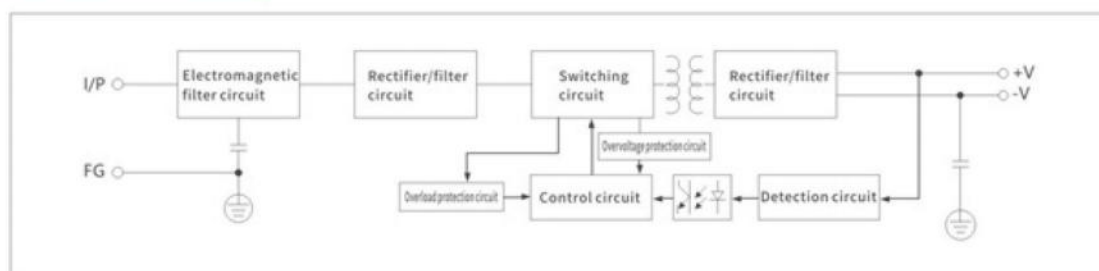 I/P
Electromagnetic
filter circuit
Rectifier/filter
circuit
Switching
circuit
Rectifier/filter
circuit
+V
-V
Overvoltage protection circuit
FG
Overload protection circuit
Control circuit
Detection circuit